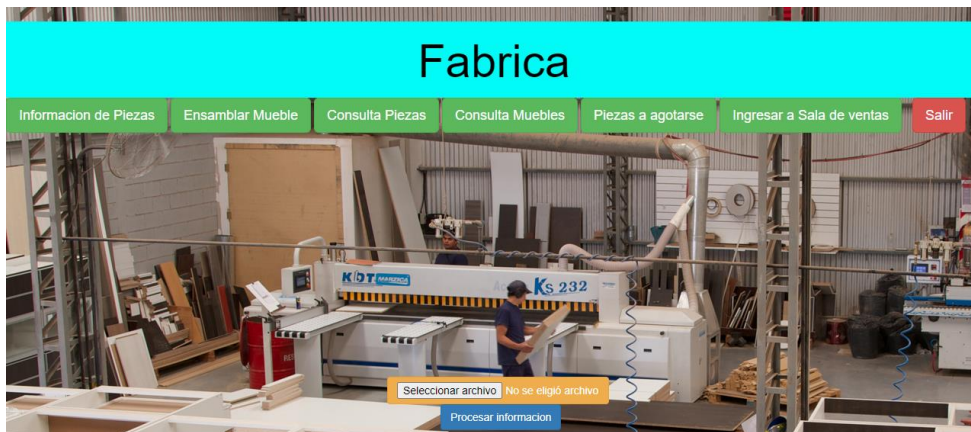 Fabrica
Informacion de Piezas Ensamblar Mueble Consulta Piezas Consulta Muebles Piezas a agotarse Ingresar a Sala de ventas Salir
KDT MAKTECA
Ks 232
Seleccionar archivo No se eligió archivo
Procesar informacion